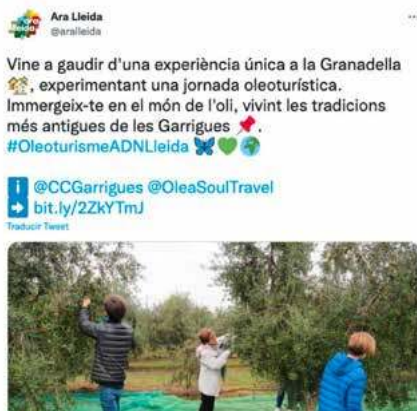 Ara Lleida
@aralleida
Vine a gaudir d'una experiència única a la Granadella
, experimentant una jornada oleoturística.
Immergeix-te en el món de l'oli, vivint les tradicions
més antigues de les Garrigues 📌.
#OleoturismeADNLleida 🦋💚🌍
ℹ️ @CCGarrigues @OleaSoulTravel
➡️ bit.ly/2ZkYTmJ
Traducir Tweet